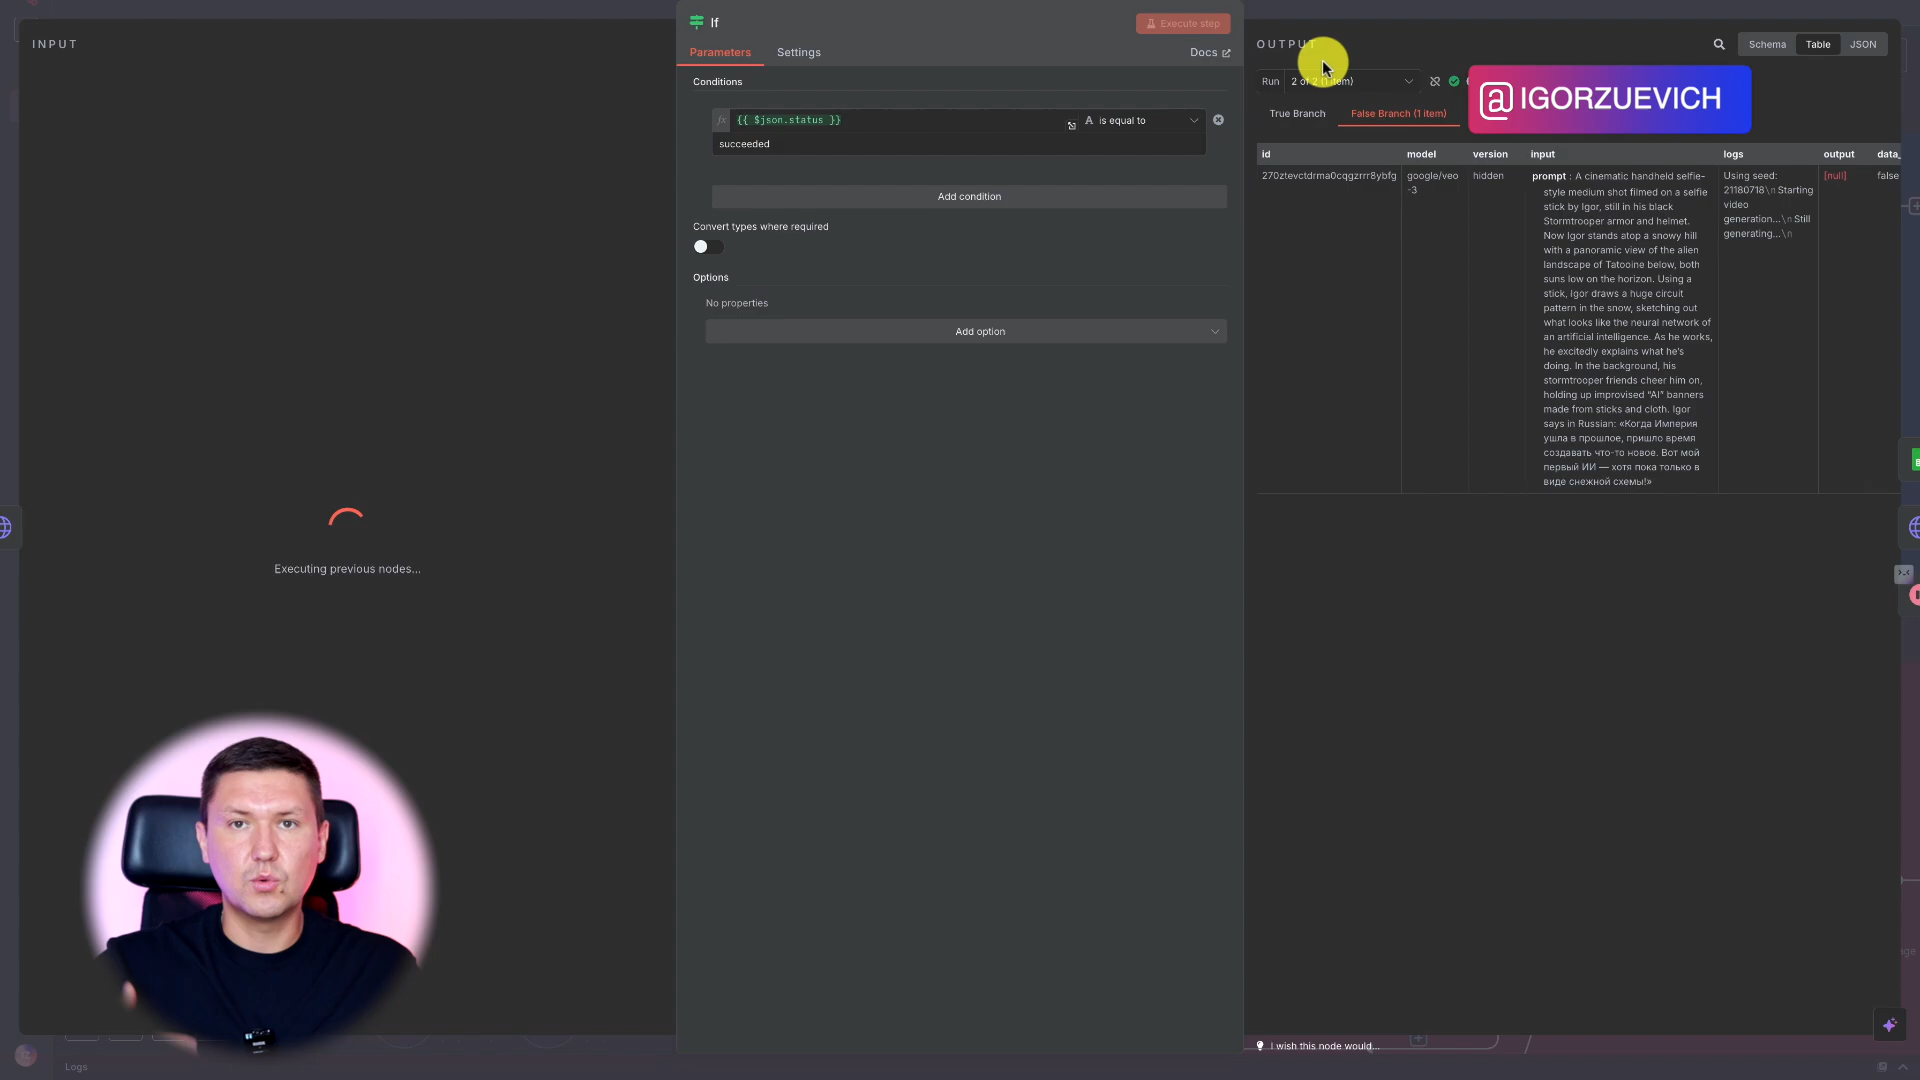 INPUT
If
Execute step
Parameters
Settings
Docs
Conditions
fx
{{ $json.status }}
A is equal to
succeeded
Add condition
Convert types where required
Options
No properties
Add option
Executing previous nodes...
OUTPUT
Schema
Table
JSON
Run
2 of 2 (1 item)
@IGORZUEVICH
True Branch
False Branch (1 item)
id
model
version
input
logs
output
data_
270ztevctdrma0cqgzrrr8ybfg
google/veo
-3
hidden
prompt : A cinematic handheld selfie-
style medium shot filmed on a selfie
stick by Igor, still in his black
Stormtrooper armor and helmet.
Now Igor stands atop a snowy hill
with a panoramic view of the alien
landscape of Tatooine below, both
suns low on the horizon. Using a
stick, Igor draws a huge circuit
pattern in the snow, sketching out
what looks like the neural network of
an artificial intelligence. As he works,
he excitedly explains what he's
doing. In the background, his
stormtrooper friends cheer him on,
holding up improvised “AI” banners
made from sticks and cloth. Igor
says in Russian: «Когда Империя
ушла в прошлое, пришло время
создавать что-то новое. Вот мой
первый ИИ — хотя пока только в
виде снежной схемы!»
Using seed:
21180718\n Starting
video
generation...\n Still
generating...\n
[null]
false
I wish this node would...
Logs